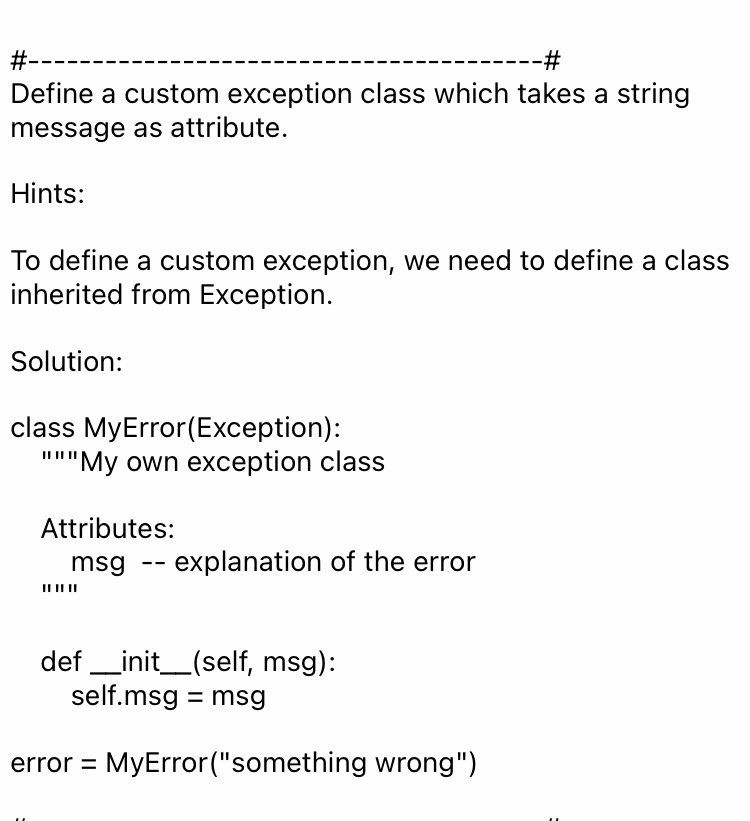 #----------------------------------------#
Define a custom exception class which takes a string
message as attribute.
Hints:
To define a custom exception, we need to define a class
inherited from Exception.
Solution:
class MyError(Exception):
    """My own exception class
    Attributes:
        msg  -- explanation of the error
    """
    def __init__(self, msg):
        self.msg = msg
error = MyError("something wrong")
#----------------------------------------#